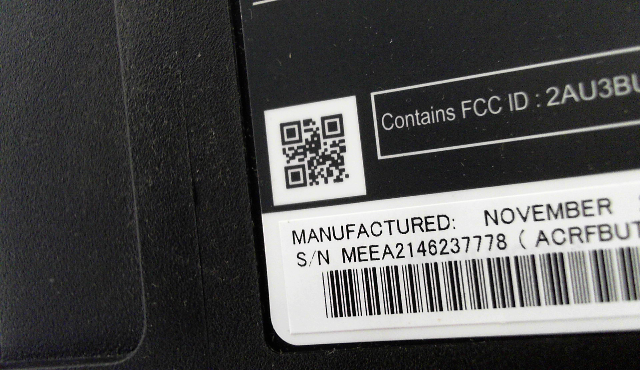 Contains FCC ID : 2AU3BU
MANUFACTURED: NOVEMBER
S/N MEEA2146237778 ( ACRFBUT